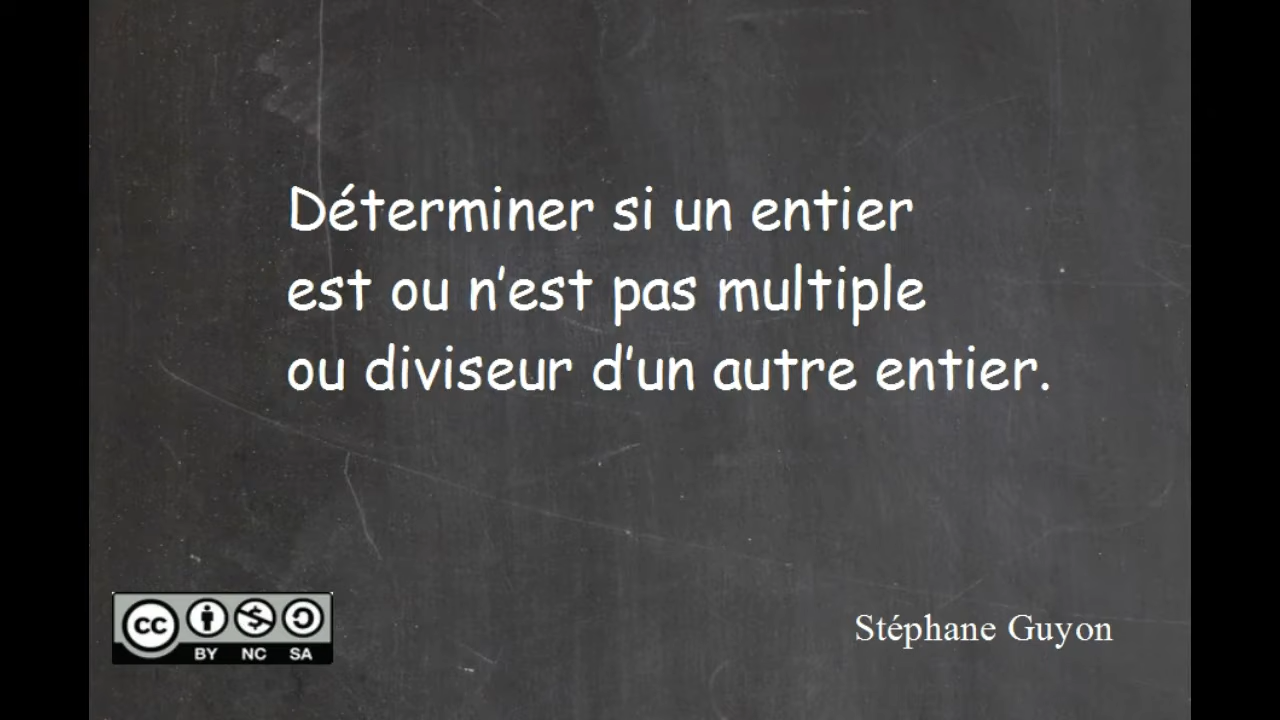 Déterminer si un entier
est ou n’est pas multiple
ou diviseur d’un autre entier.
Stéphane Guyon
CC BY NC SA